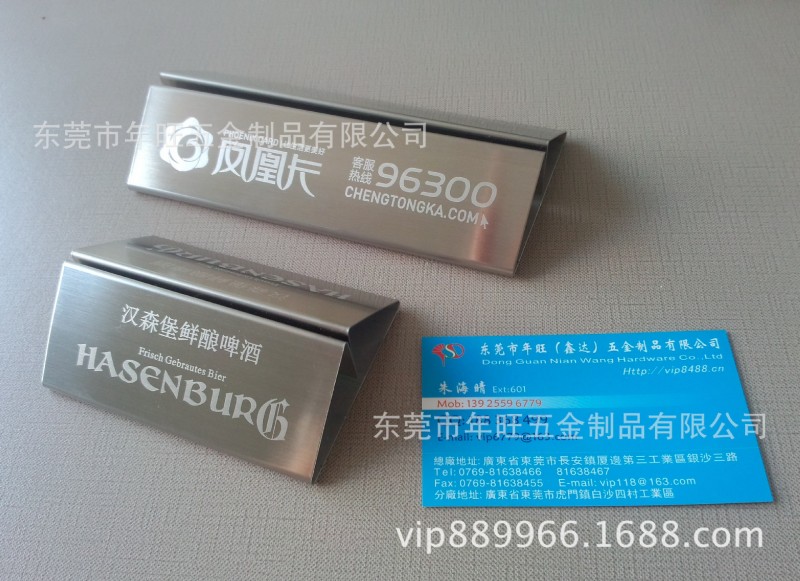 东莞市年旺五金制品有限公司
PHOENIX CARD
凤凰卡
客服
热线 96300
CHENGTONGKA.COM
HASENBURG
汉森堡鲜酿啤酒
Frisch Gebrautes Bier
HASENBURG
东莞市年旺（鑫达）五金制品有限公司
Dong Guan Nian Wang Hardware Co.,Ltd
Http://vip8488.cn
朱海晴 Ext:601
Mob: 139 2559 6779
东莞市年旺五金制品有限公司
總廠地址: 廣東省東莞市長安鎮厦邊第三工業區銀沙三路
Tel: 0769-81638466 81638467
Fax: 0769-81638455 E-mail: vip118@163.com
分廠地址: 廣東省東莞市虎門鎮白沙四村工業區
vip889966.1688.com